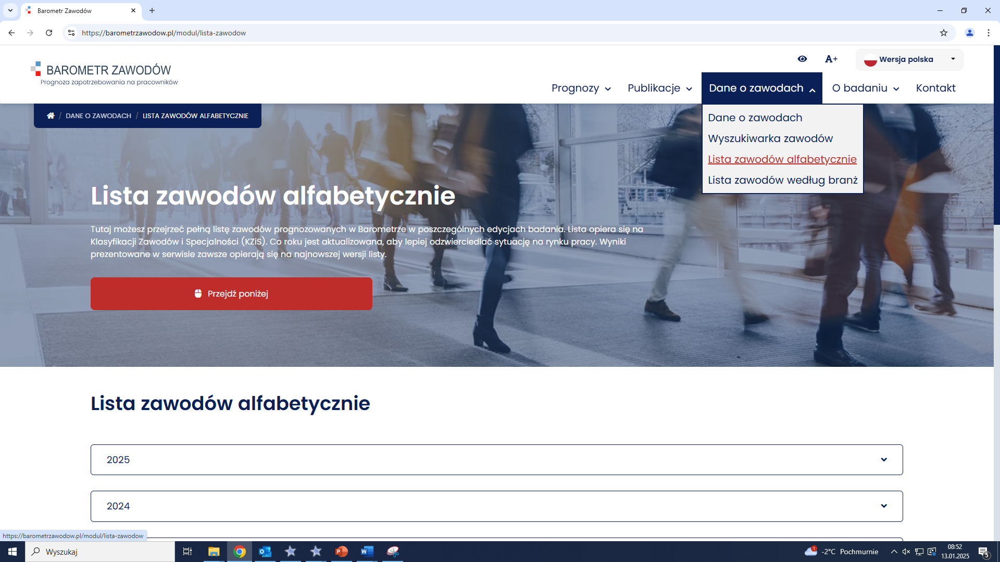 Barometr Zawodów
https://barometrzawodow.pl/modul/lista-zawodow
A+
Wersja polska
BAROMETR ZAWODÓW
Prognoza zapotrzebowania na pracowników
Prognozy
Publikacje
Dane o zawodach
O badaniu
Kontakt
/ DANE O ZAWODACH / LISTA ZAWODÓW ALFABETYCZNIE
Dane o zawodach
Wyszukiwarka zawodów
Lista zawodów alfabetycznie
Lista zawodów według branż
Lista zawodów alfabetycznie
Tutaj możesz przejrzeć pełną listę zawodów prognozowanych w Barometrze w poszczególnych edycjach badania. Lista opiera się na
Klasyfikacji Zawodów i Specjalności (KZiS). Co roku jest aktualizowana, aby lepiej odzwierciedlać sytuację na rynku pracy. Wyniki
prezentowane w serwisie zawsze opierają się na najnowszej wersji listy.
Przejdź poniżej
Lista zawodów alfabetycznie
2025
2024
https://barometrzawodow.pl/modul/lista-zawodow
Wyszukaj
1
-2°C Pochmurnie
08:52
13.01.2025
5